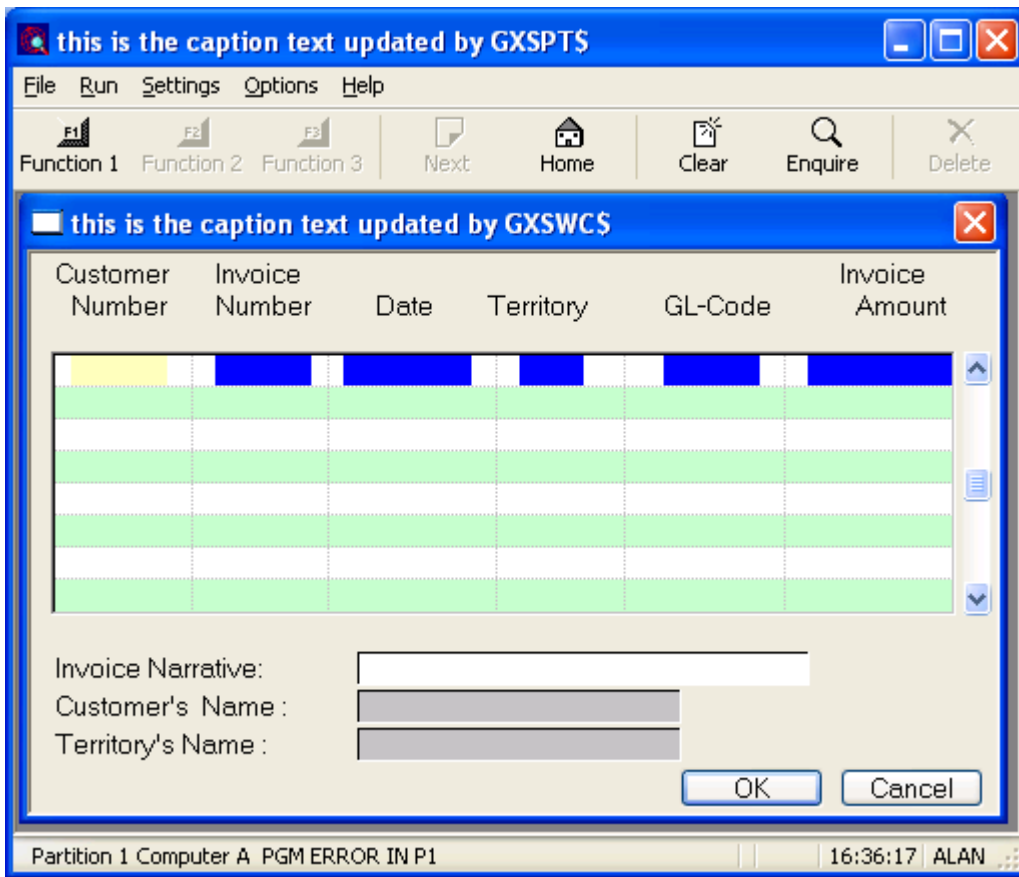 this is the caption text updated by GXSPT$
File Run Settings Options Help
F1 F2 F3
Function 1 Function 2 Function 3 Next Home Clear Enquire Delete
this is the caption text updated by GXSWC$
Customer Invoice Invoice
Number Number Date Territory GL-Code Amount
Invoice Narrative:
Customer's Name :
Territory's Name :
OK Cancel
Partition 1 Computer A PGM ERROR IN P1 16:36:17 ALAN